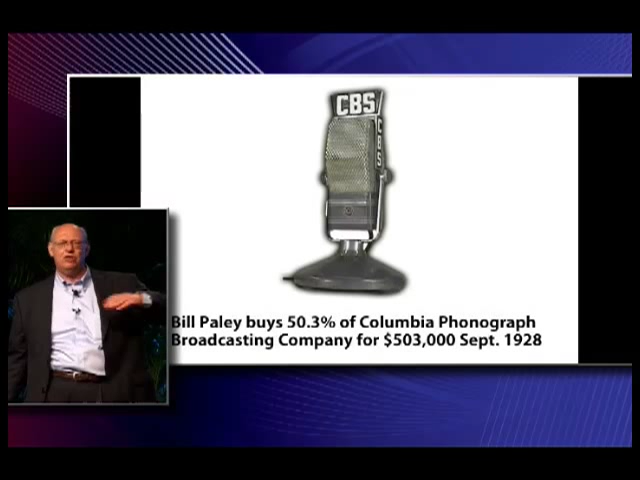 CBS
CBS
Bill Paley buys 50.3% of Columbia Phonograph
Broadcasting Company for $503,000 Sept. 1928